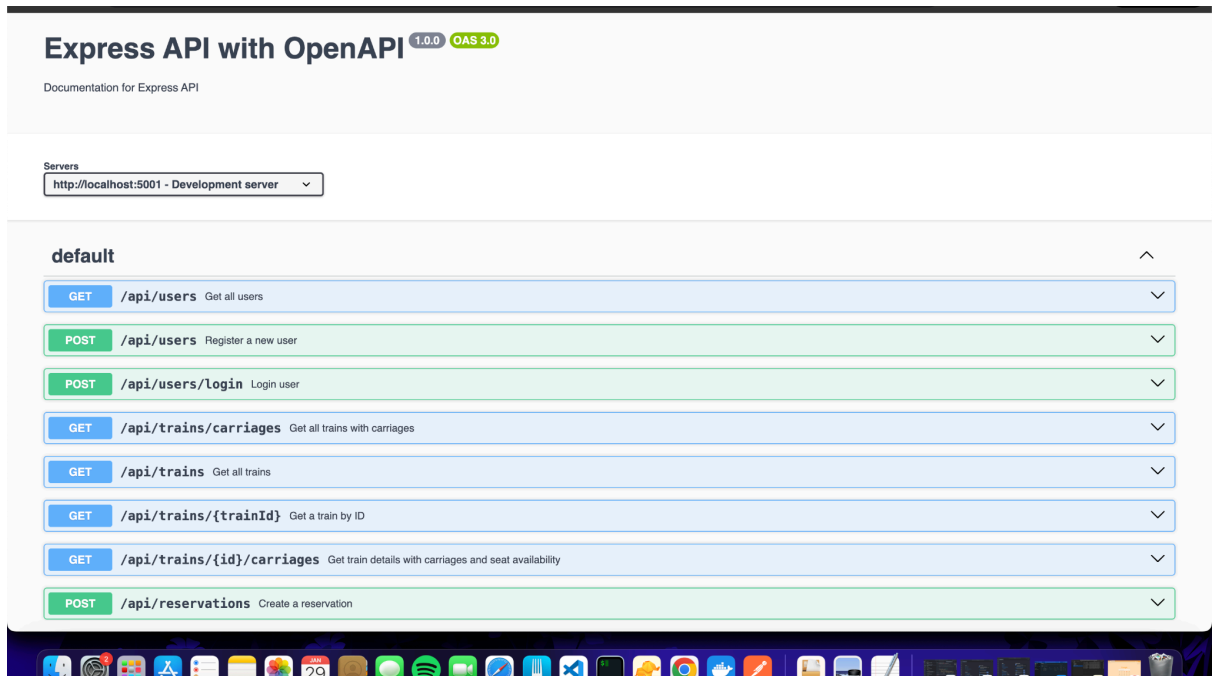 Express API with OpenAPI 1.0.0 OAS 3.0
Documentation for Express API
Servers
http://localhost:5001 - Development server
default
GET /api/users Get all users
POST /api/users Register a new user
POST /api/users/login Login user
GET /api/trains/carriages Get all trains with carriages
GET /api/trains Get all trains
GET /api/trains/{trainId} Get a train by ID
GET /api/trains/{id}/carriages Get train details with carriages and seat availability
POST /api/reservations Create a reservation
2
JAN
29